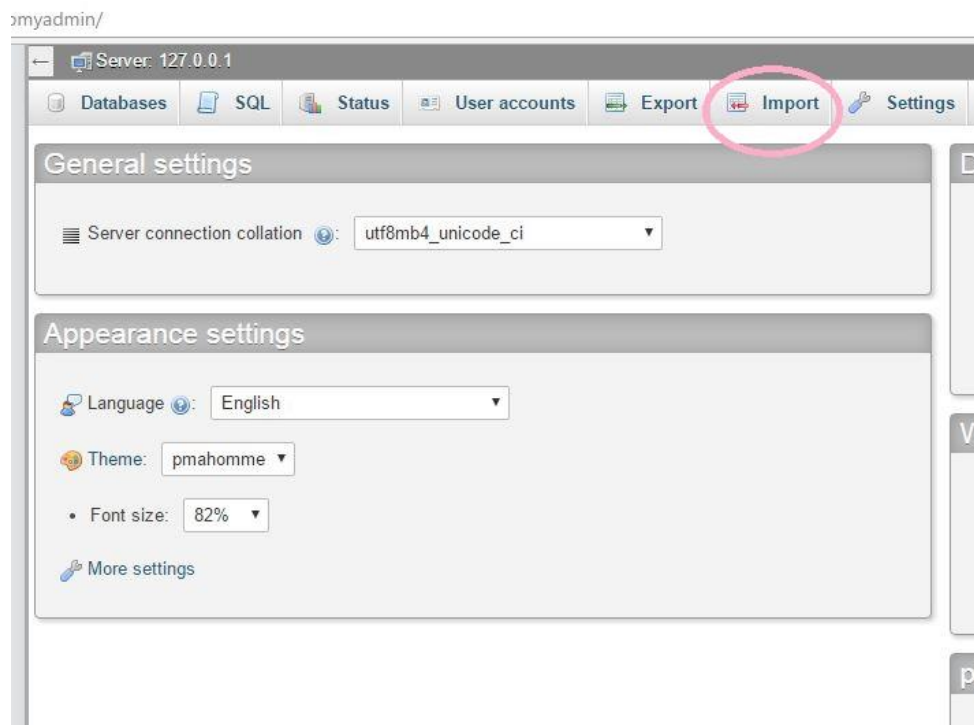 omyadmin/
Server: 127.0.0.1
Databases SQL Status User accounts Export Import Settings
General settings
Server connection collation : utf8mb4_unicode_ci
Appearance settings
Language : English
Theme: pmahomme
• Font size: 82%
More settings
D
W
p